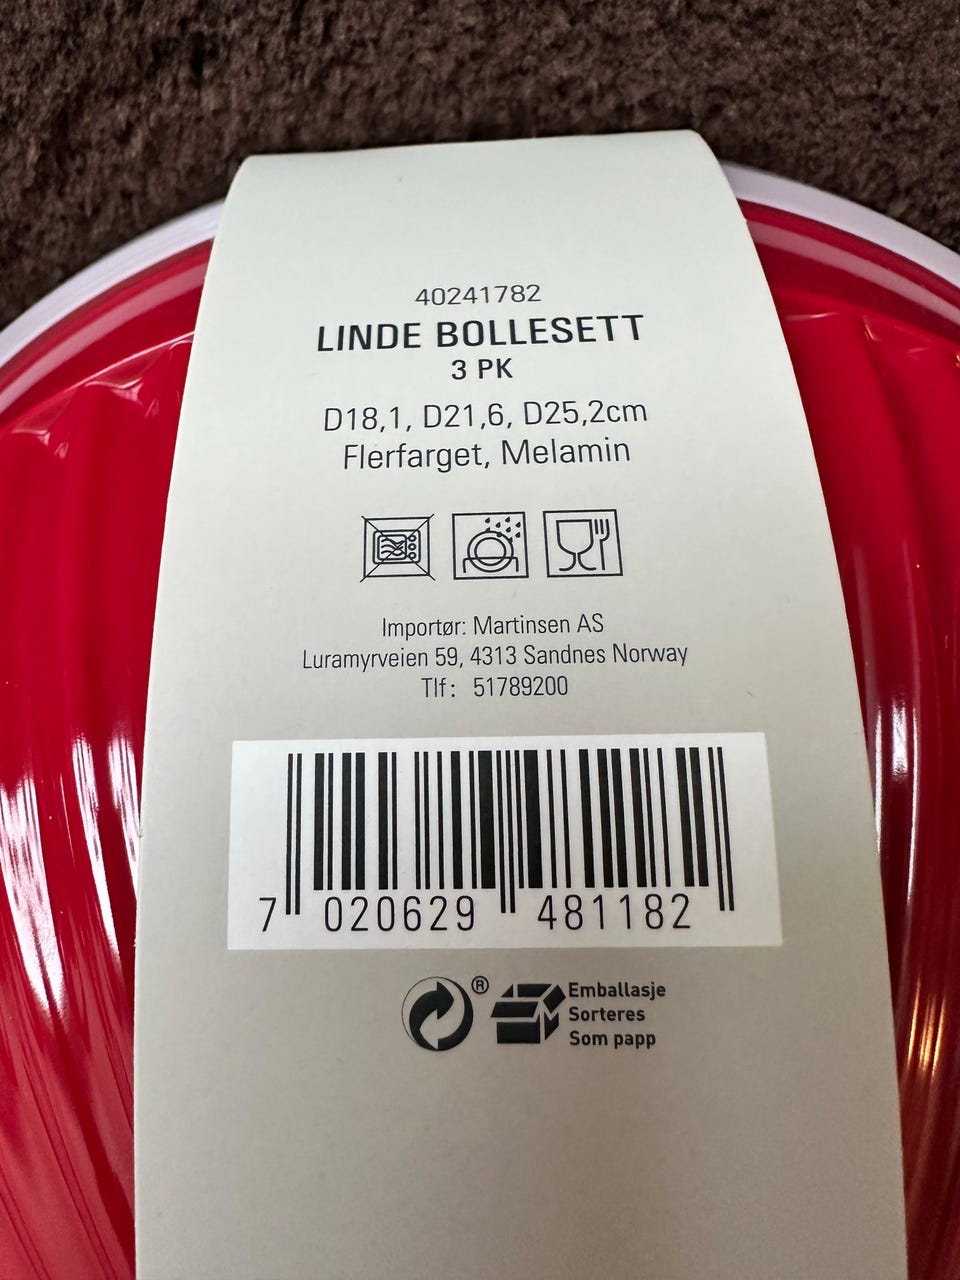 40241782
LINDE BOLLESETT
3 PK
D18,1, D21,6, D25,2cm
Flerfarget, Melamin
Importør: Martinsen AS
Luramyrveien 59, 4313 Sandnes Norway
Tlf: 51789200
7 020629 481182
®
Emballasje
Sorteres
Som papp